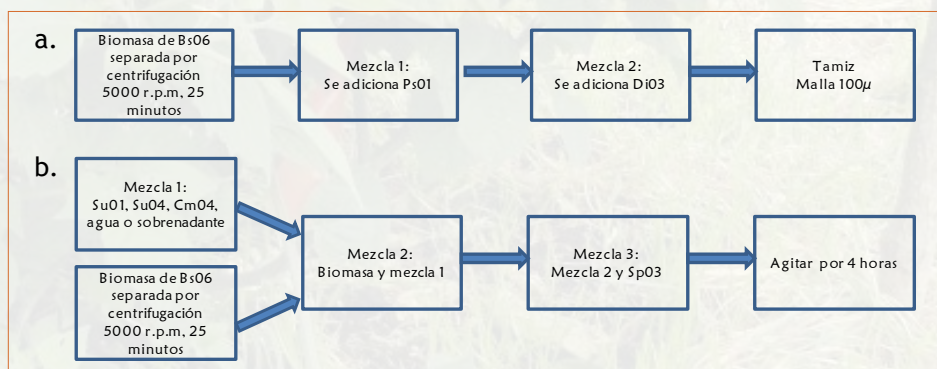 a.
Biomasa de Bs06
separada por
centrifugación
5000 r.p.m, 25
minutos
Mezcla 1:
Se adiciona Ps01
Mezcla 2:
Se adiciona Di03
Tamiz
Malla 100µ
b.
Mezcla 1:
Su01, Su04, Cm04,
agua o sobrenadante
Biomasa de Bs06
separada por
centrifugación
5000 r.p.m, 25
minutos
Mezcla 2:
Biomasa y mezcla 1
Mezcla 3:
Mezcla 2 y Sp03
Agitar por 4 horas